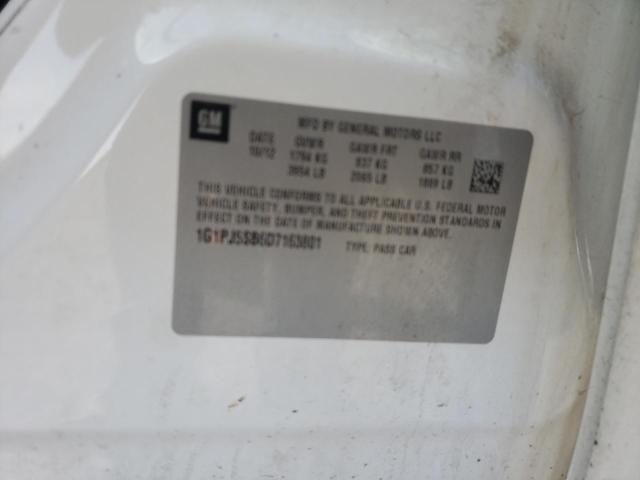 GM
MFD BY GENERAL MOTORS LLC
DATE GVWR GAWR FRT GAWR RR
10/12 1794 KG 937 KG 857 KG
3954 LB 2065 LB 1889 LB
THIS VEHICLE CONFORMS TO ALL APPLICABLE U.S. FEDERAL MOTOR
VEHICLE SAFETY, BUMPER, AND THEFT PREVENTION STANDARDS IN
EFFECT ON THE DATE OF MANUFACTURE SHOWN ABOVE.
1G1PJ5SB6D7163801 TYPE: PASS CAR